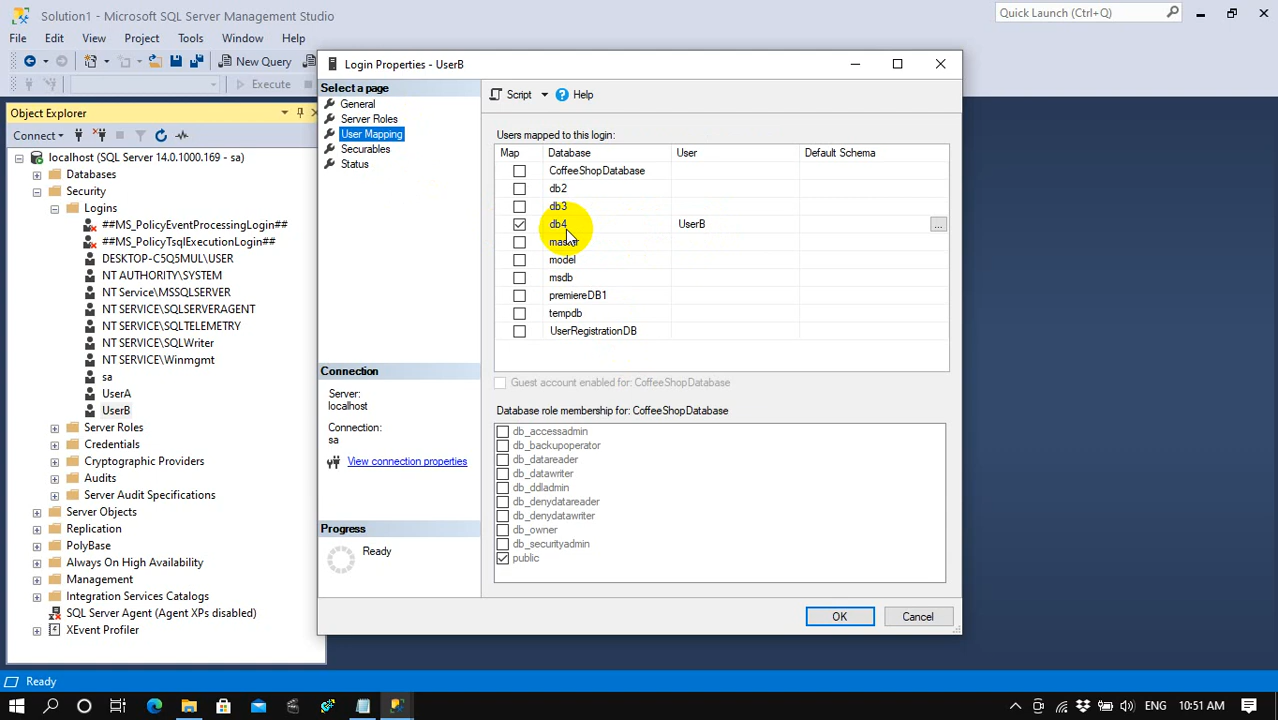 Solution1 - Microsoft SQL Server Management Studio
Quick Launch (Ctrl+Q)
File Edit View Project Tools Window Help
New Query
Execute
Object Explorer
Connect
localhost (SQL Server 14.0.1000.169 - sa)
Databases
Security
Logins
##MS_PolicyEventProcessingLogin##
##MS_PolicyTsqlExecutionLogin##
DESKTOP-C5Q5MUL\USER
NT AUTHORITY\SYSTEM
NT Service\MSSQLSERVER
NT SERVICE\SQLSERVERAGENT
NT SERVICE\SQLTELEMETRY
NT SERVICE\SQLWriter
NT SERVICE\Winmgmt
sa
UserA
UserB
Server Roles
Credentials
Cryptographic Providers
Audits
Server Audit Specifications
Server Objects
Replication
PolyBase
Always On High Availability
Management
Integration Services Catalogs
SQL Server Agent (Agent XPs disabled)
XEvent Profiler
Login Properties - UserB
Select a page
General
Server Roles
User Mapping
Securables
Status
Connection
Server:
localhost
Connection:
sa
View connection properties
Progress
Ready
Script Help
Users mapped to this login:
Map Database User Default Schema
CoffeeShopDatabase
db2
db3
db4 UserB ...
master
model
msdb
premiereDB1
tempdb
UserRegistrationDB
Guest account enabled for: CoffeeShopDatabase
Database role membership for: CoffeeShopDatabase
db_accessadmin
db_backupoperator
db_datareader
db_datawriter
db_ddladmin
db_denydatareader
db_denydatawriter
db_owner
db_securityadmin
public
OK Cancel
Ready
ENG 10:51 AM